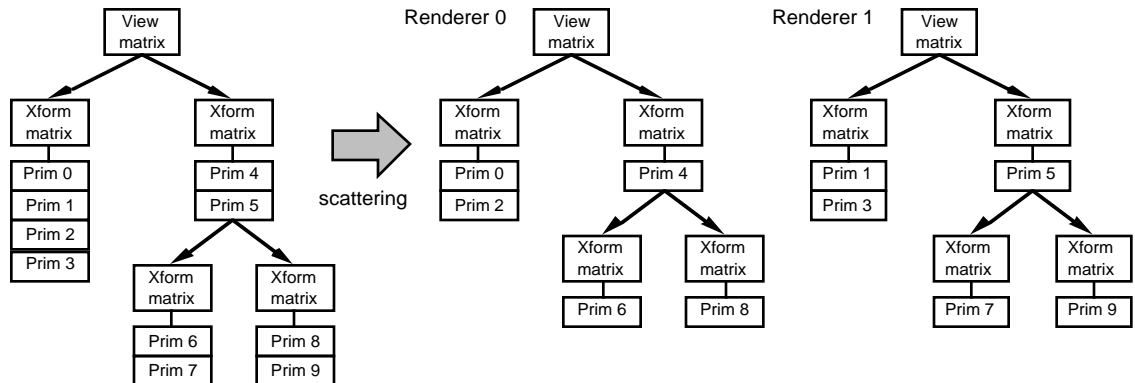 View
matrix
Xform
matrix
Xform
matrix
Prim 0
Prim 1
Prim 2
Prim 3
Prim 4
Prim 5
Xform
matrix
Xform
matrix
Prim 6
Prim 7
Prim 8
Prim 9
scattering
Renderer 0
View
matrix
Xform
matrix
Xform
matrix
Prim 0
Prim 2
Prim 4
Xform
matrix
Xform
matrix
Prim 6
Prim 8
Renderer 1
View
matrix
Xform
matrix
Xform
matrix
Prim 1
Prim 3
Prim 5
Xform
matrix
Xform
matrix
Prim 7
Prim 9